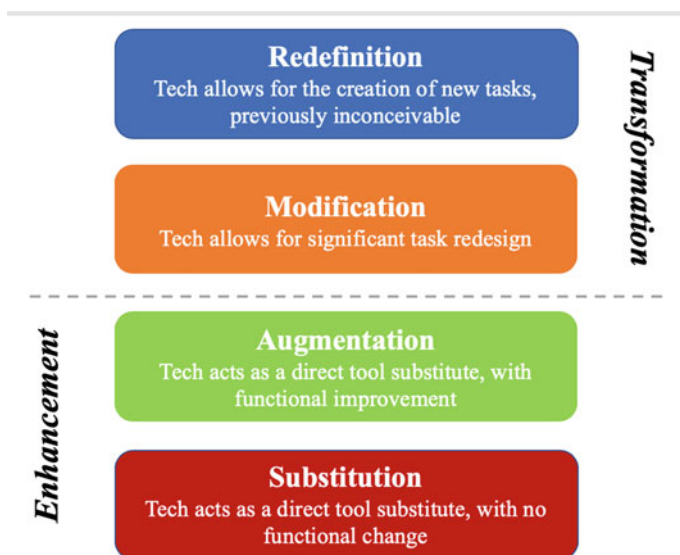 Redefinition
Tech allows for the creation of new tasks,
previously inconceivable
Transformation
Modification
Tech allows for significant task redesign
Enhancement
Augmentation
Tech acts as a direct tool substitute, with
functional improvement
Substitution
Tech acts as a direct tool substitute, with no
functional change